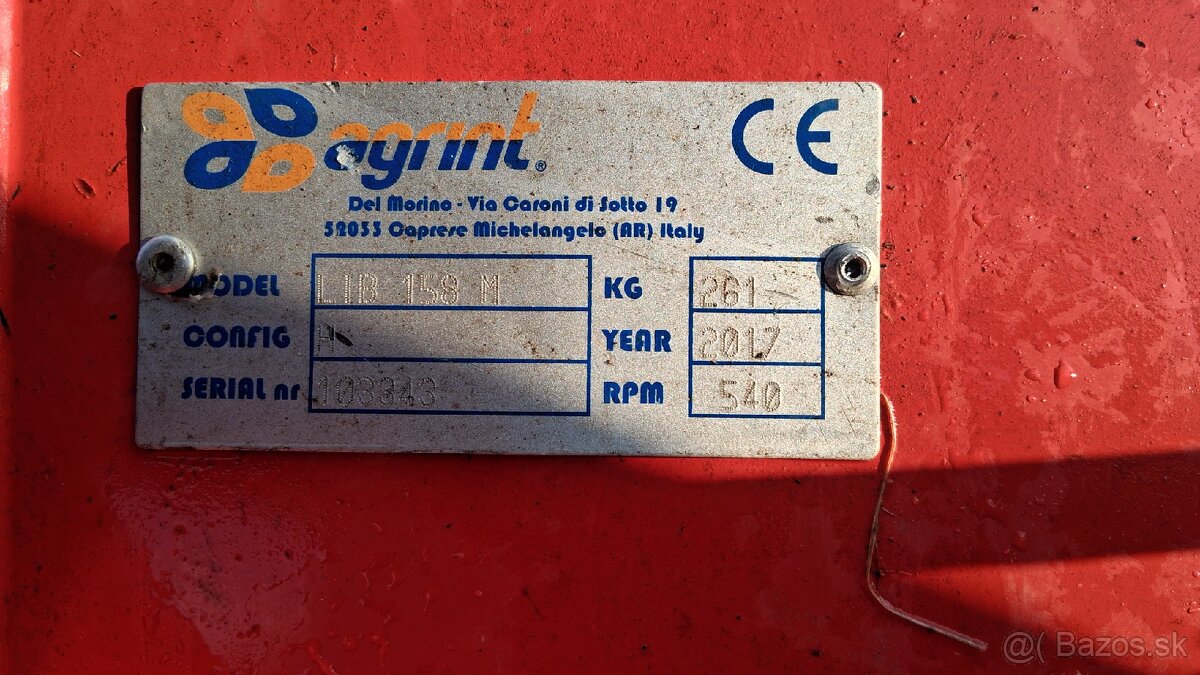 agrint®
CE
Del Morino - Via Caroni di Sotto 19
52033 Caprese Michelangelo (AR) Italy
MODEL LIB 158 M KG 261
CONFIG H YEAR 2017
SERIAL nr 103343 RPM 540
@( Bazos.sk